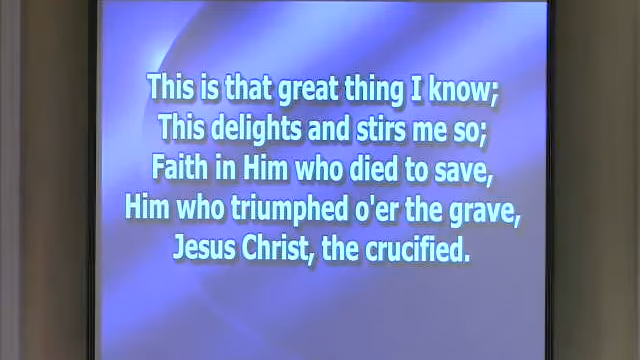 This is that great thing I know;
This delights and stirs me so;
Faith in Him who died to save,
Him who triumphed o'er the grave,
Jesus Christ, the crucified.